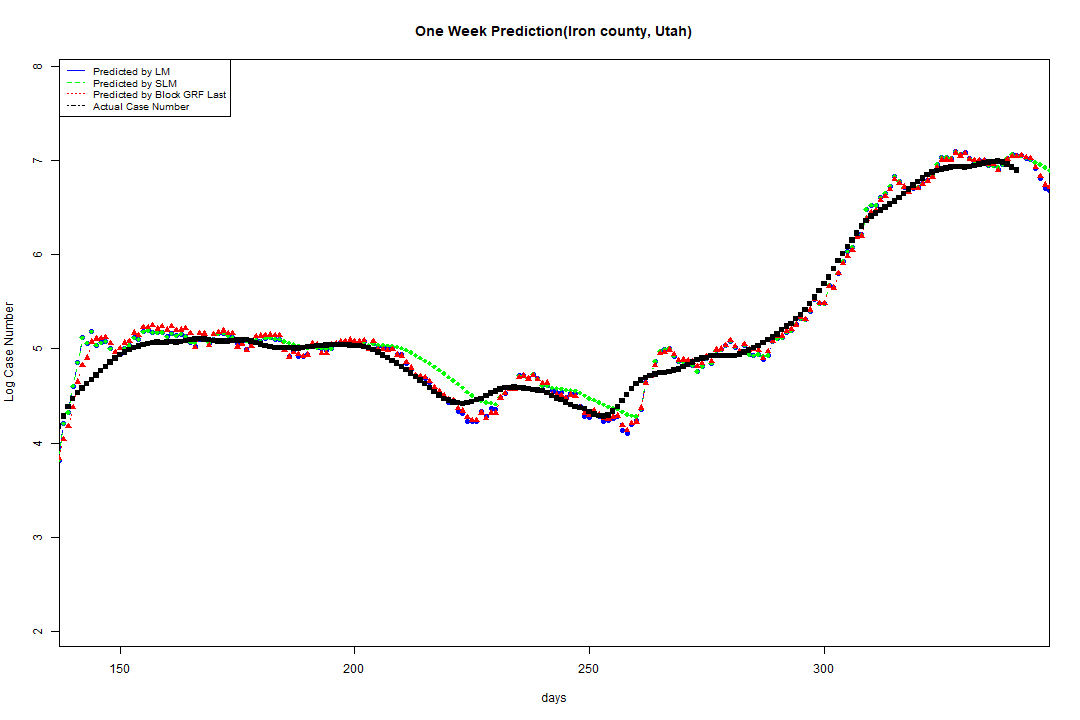 One Week Prediction(Iron county, Utah)
Predicted by LM
Predicted by SLM
Predicted by Block GRF Last
Actual Case Number
8
7
6
5
4
3
2
Log Case Number
150 200 250 300
days